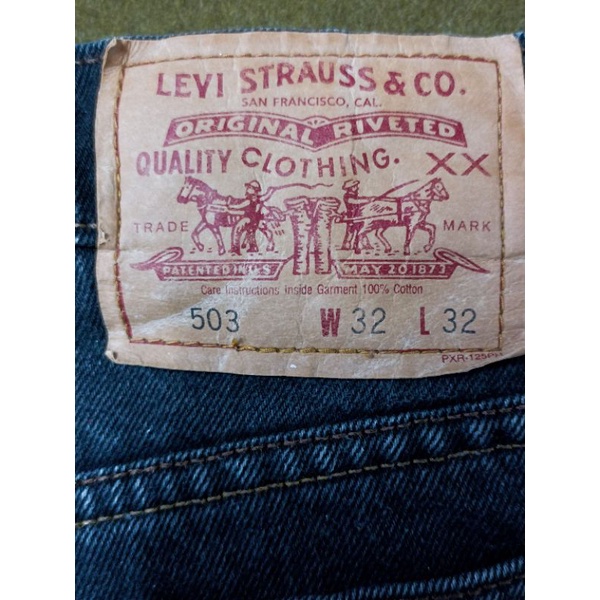 LEVI STRAUSS & CO.
SAN FRANCISCO, CAL.
ORIGINAL RIVETED
QUALITY CLOTHING. XX
TRADE MARK
PATENTED IN U.S. MAY 20 1873
Care Instructions Inside Garment 100% Cotton
503 W 32 L 32